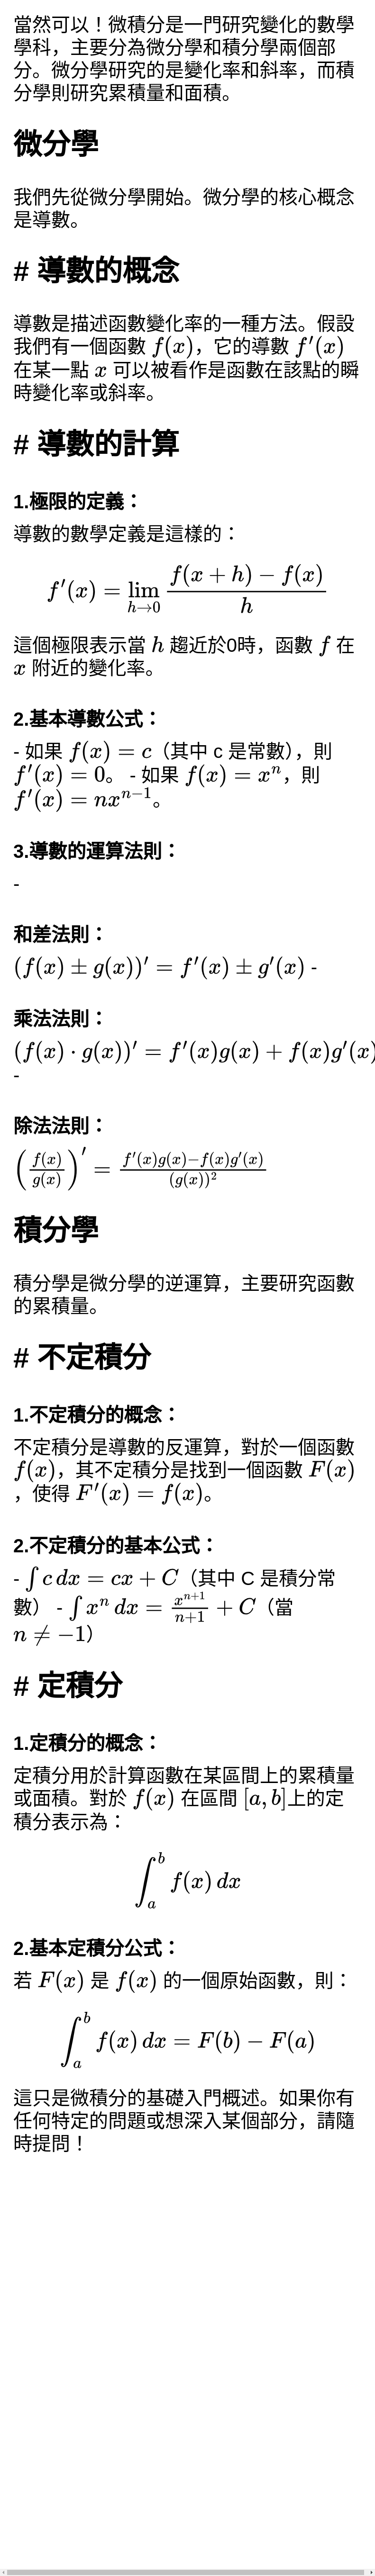 當然可以！微積分是一門研究變化的數學
學科，主要分為微分學和積分學兩個部
分。微分學研究的是變化率和斜率，而積
分學則研究累積量和面積。
微分學
我們先從微分學開始。微分學的核心概念
是導數。
# 導數的概念
導數是描述函數變化率的一種方法。假設
我們有一個函數 f(x)，它的導數 f′(x)
在某一點 x 可以被看作是函數在該點的瞬
時變化率或斜率。
# 導數的計算
1.極限的定義：
導數的數學定義是這樣的：
f′(x) = lim_{h→0} \frac{f(x + h) − f(x)}{h}
這個極限表示當 h 趨近於0時，函數 f 在
x 附近的變化率。
2.基本導數公式：
- 如果 f(x) = c（其中 c 是常數），則
f′(x) = 0。 - 如果 f(x) = x^n，則
f′(x) = nx^{n−1}。
3.導數的運算法則：
-
和差法則：
(f(x) ± g(x))′ = f′(x) ± g′(x) -
乘法法則：
(f(x) ⋅ g(x))′ = f′(x)g(x) + f(x)g′(x)
-
除法法則：
(\frac{f(x)}{g(x)})′ = \frac{f′(x)g(x)−f(x)g′(x)}{(g(x))^2}
積分學
積分學是微分學的逆運算，主要研究函數
的累積量。
# 不定積分
1.不定積分的概念：
不定積分是導數的反運算，對於一個函數
f(x)，其不定積分是找到一個函數 F(x)
，使得 F′(x) = f(x)。
2.不定積分的基本公式：
- ∫ c dx = cx + C（其中 C 是積分常
數） - ∫ x^n dx = \frac{x^{n+1}}{n+1} + C（當
n ≠ −1）
# 定積分
1.定積分的概念：
定積分用於計算函數在某區間上的累積量
或面積。對於 f(x) 在區間 [a, b]上的定
積分表示為：
∫_a^b f(x) dx
2.基本定積分公式：
若 F(x) 是 f(x) 的一個原始函數，則：
∫_a^b f(x) dx = F(b) − F(a)
這只是微積分的基礎入門概述。如果你有
任何特定的問題或想深入某個部分，請隨
時提問！